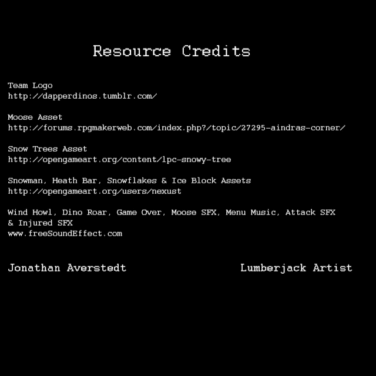 Resource Credits
Team Logo
http://dapperdinos.tumblr.com/
Moose Asset
http://forums.rpgmakerweb.com/index.php?/topic/27295-aindras-corner/
Snow Trees Asset
http://opengameart.org/content/lpc-snowy-tree
Snowman, Heath Bar, Snowflakes & Ice Block Assets
http://opengameart.org/users/nexust
Wind Howl, Dino Roar, Game Over, Moose SFX, Menu Music, Attack SFX
& Injured SFX
www.freeSoundEffect.com
Jonathan Averstedt Lumberjack Artist